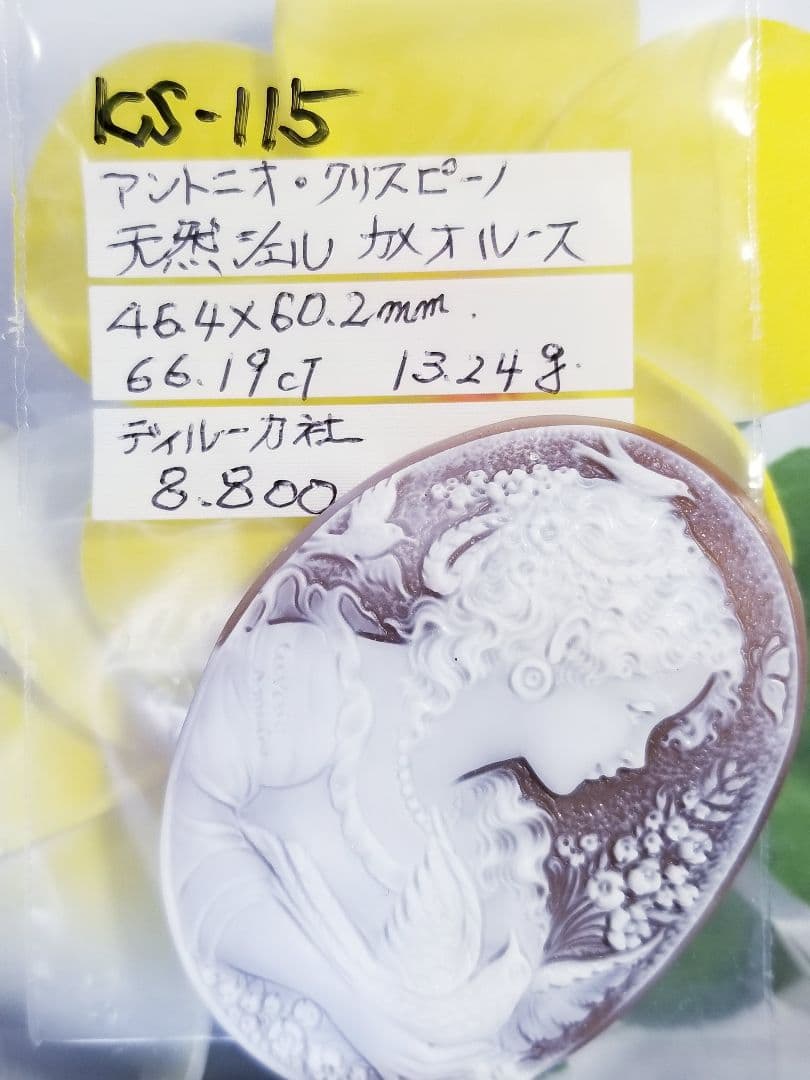 KS-115
アントニオ・クリスピーノ
天然シェル カメオルース
46.4×60.2mm.
66.19cT 13.24g.
ディルーカ社
8.800